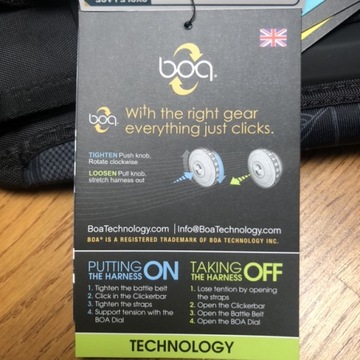 boa
With the right gear
boa everything just clicks.
TIGHTEN Push knob,
Rotate clockwise
LOOSEN Pull knob,
stretch harness out
BoaTechnology.com | Info@BoaTechnology.com
BOA® IS A REGISTERED TRADEMARK OF BOA TECHNOLOGY INC.
PUTTING THE HARNESS ON
1. Tighten the battle belt
2. Click in the Clickerbar
3. Tighten the straps
4. Support tension with the
BOA Dial
TAKING THE HARNESS OFF
1. Lose tention by opening
the straps
2. Open the Clickerbar
3. Open the Battle Belt
4. Open the BOA Dial
TECHNOLOGY